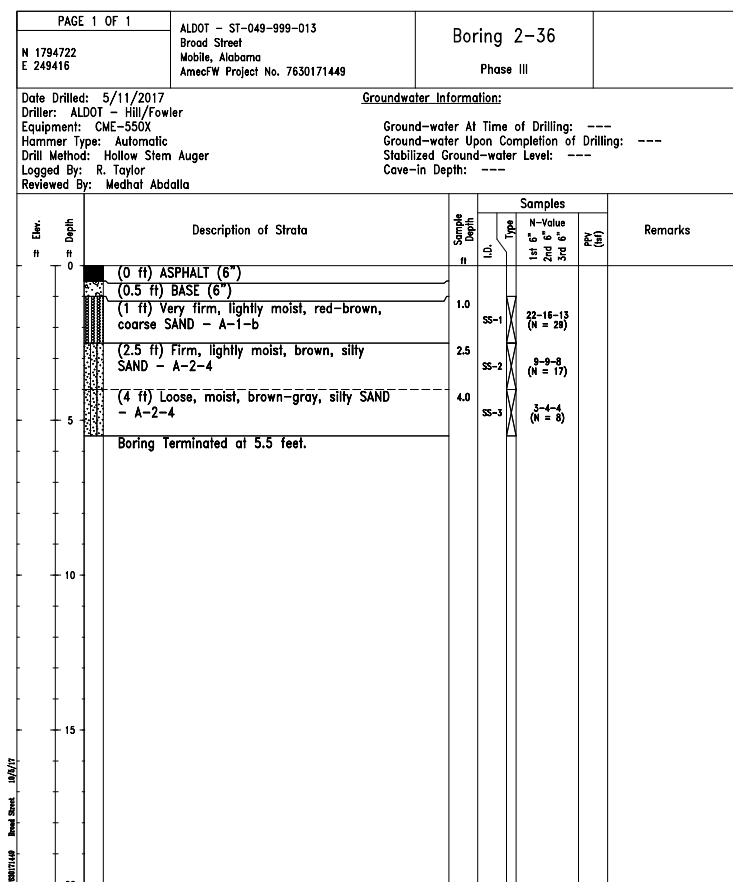 PAGE 1 OF 1
N 1794722
E 249416
ALDOT - ST-049-999-013
Broad Street
Mobile, Alabama
AmecFW Project No. 7630171449
Boring 2-36
Phase III
Date Drilled: 5/11/2017
Driller: ALDOT - Hill/Fowler
Equipment: CME-550X
Hammer Type: Automatic
Drill Method: Hollow Stem Auger
Logged By: R. Taylor
Reviewed By: Medhat Abdalla
Groundwater Information:
Ground-water At Time of Drilling: ---
Ground-water Upon Completion of Drilling: ---
Stabilized Ground-water Level: ---
Cave-in Depth: ---
Elev.
ft
Depth
ft
Description of Strata
Sample
Depth
ft
Samples
I.D.
Type
N-Value
1st 6"
2nd 6"
3rd 6"
PPV
(tsf)
Remarks
0
(0 ft) ASPHALT (6")
(0.5 ft) BASE (6")
(1 ft) Very firm, lightly moist, red-brown,
coarse SAND - A-1-b
1.0
SS-1
22-16-13
(N = 29)
(2.5 ft) Firm, lightly moist, brown, silty
SAND - A-2-4
2.5
SS-2
9-9-8
(N = 17)
(4 ft) Loose, moist, brown-gray, silty SAND
- A-2-4
4.0
SS-3
3-4-4
(N = 8)
5
Boring Terminated at 5.5 feet.
10
15
Broad Street